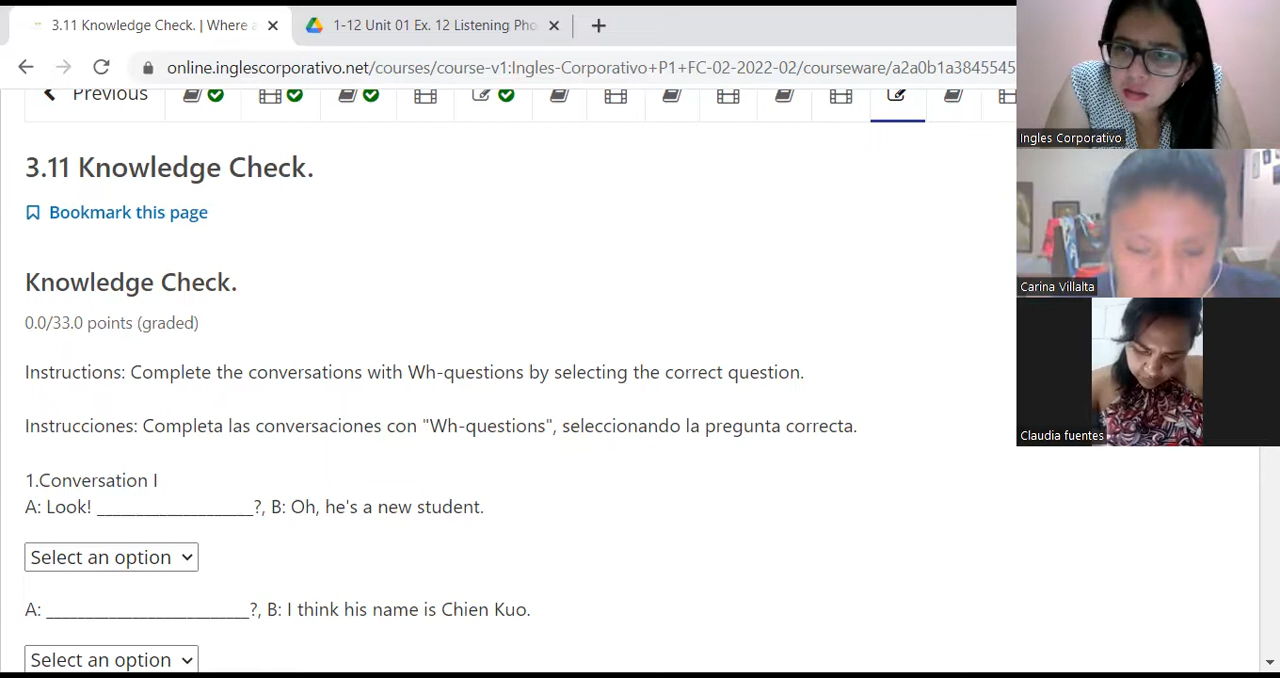 3.11 Knowledge Check. | Where a
1-12 Unit 01 Ex. 12 Listening Pho
online.inglescorporativo.net/courses/course-v1:Ingles-Corporativo+P1+FC-02-2022-02/courseware/a2a0b1a3845545
Previous
3.11 Knowledge Check.
Bookmark this page
Knowledge Check.
0.0/33.0 points (graded)
Instructions: Complete the conversations with Wh-questions by selecting the correct question.
Instrucciones: Completa las conversaciones con "Wh-questions", seleccionando la pregunta correcta.
1.Conversation I
A: Look! ____________________?, B: Oh, he's a new student.
Select an option
A: __________________________?, B: I think his name is Chien Kuo.
Select an option
Ingles Corporativo
Carina Villalta
Claudia fuentes